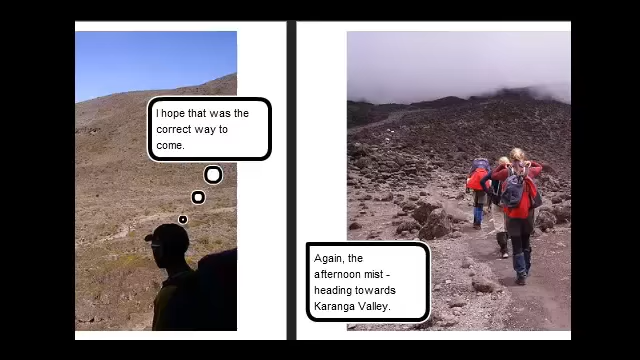 I hope that was the
correct way to
come.
Again, the
afternoon mist -
heading towards
Karanga Valley.